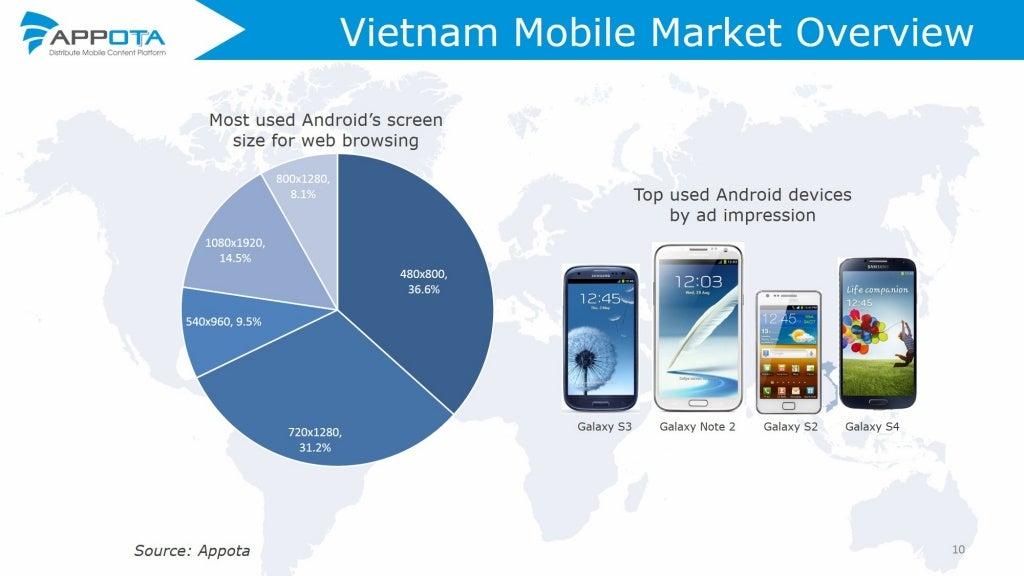 APPOTA
Distribute Mobile Content Platform
Vietnam Mobile Market Overview
Most used Android's screen
size for web browsing
800x1280,
8.1%
1080x1920,
14.5%
480x800,
36.6%
540x960, 9.5%
720x1280,
31.2%
Top used Android devices
by ad impression
SAMSUNG
12:45
12:03
12:45
Life companion
12:45
Galaxy S3
Galaxy Note 2
Galaxy S2
Galaxy S4
Source: Appota
10